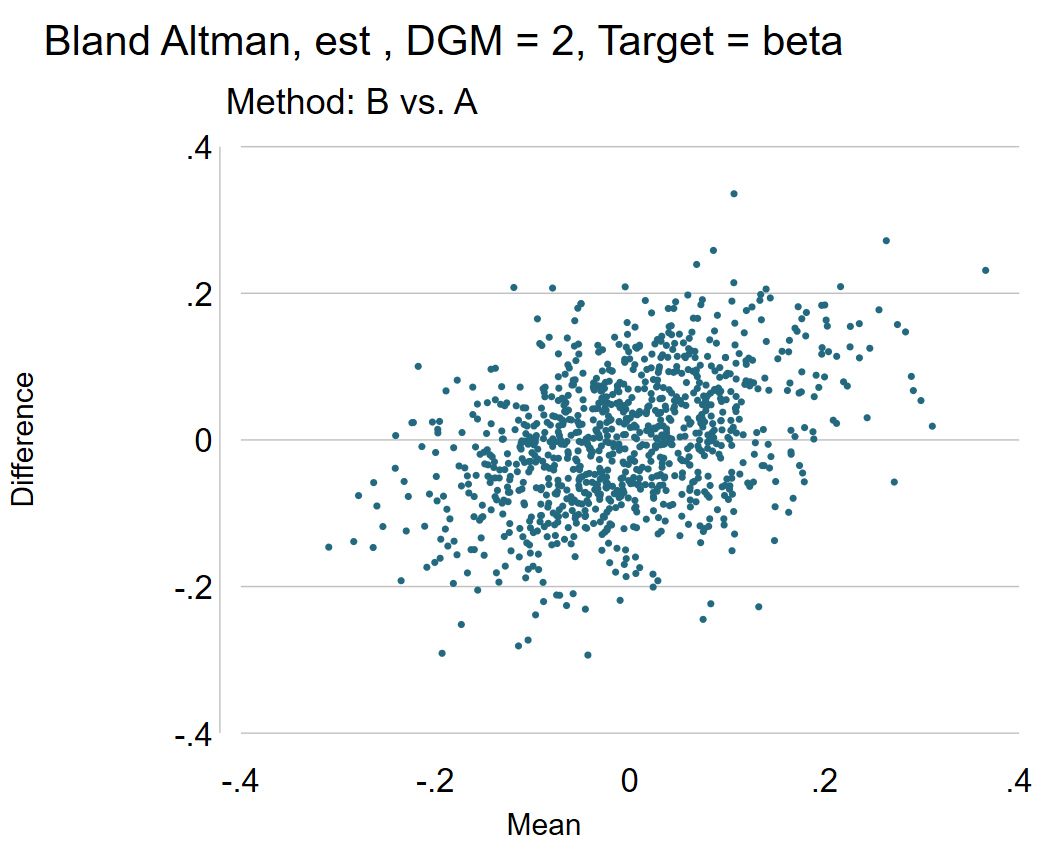 Bland Altman, est , DGM = 2, Target = beta
Method: B vs. A
.4
.2
0
-.2
-.4
Difference
-.4 -.2 0 .2 .4
Mean